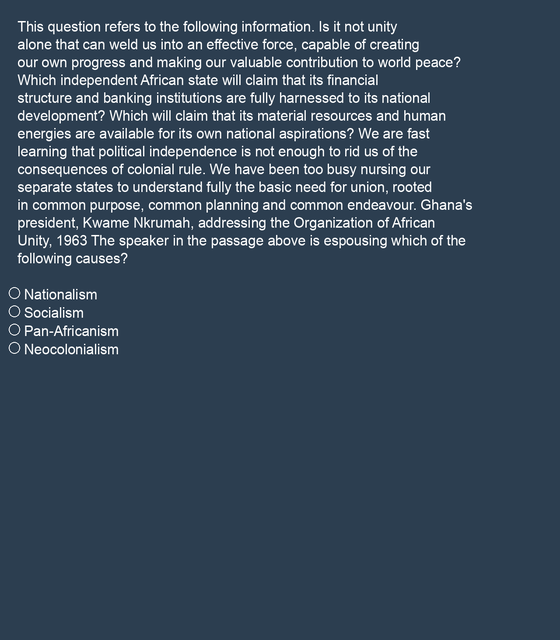 This question refers to the following information. Is it not unity
alone that can weld us into an effective force, capable of creating
our own progress and making our valuable contribution to world peace?
Which independent African state will claim that its financial
structure and banking institutions are fully harnessed to its national
development? Which will claim that its material resources and human
energies are available for its own national aspirations? We are fast
learning that political independence is not enough to rid us of the
consequences of colonial rule. We have been too busy nursing our
separate states to understand fully the basic need for union, rooted
in common purpose, common planning and common endeavour. Ghana's
president, Kwame Nkrumah, addressing the Organization of African
Unity, 1963 The speaker in the passage above is espousing which of the
following causes?
Nationalism
Socialism
Pan-Africanism
Neocolonialism